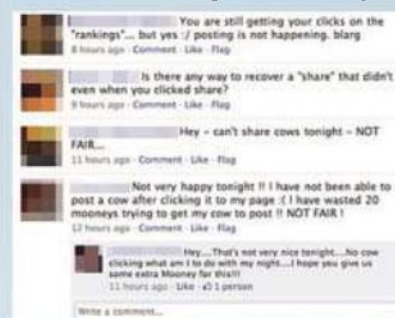 You are still getting your clicks on the
"rankings"... but yes :/ posting is not happening. blarg
8 hours ago · Comment · Like · Flag
Is there any way to recover a "share" that didn't
even when you clicked share?
9 hours ago · Comment · Like · Flag
Hey - can't share cows tonight - NOT
FAIR...
11 hours ago · Comment · Like · Flag
Not very happy tonight !! I have not been able to
post a cow after clicking it to my page :( I have wasted 20
mooneys trying to get my cow to post !! NOT FAIR !
12 hours ago · Comment · Like · Flag
Hey....That's not very nice tenight....No cow
clicking what am I to do with my night....I hope you give us
some extra Mooney for this!!!
11 hours ago · Like · 1 person
Write a comment...